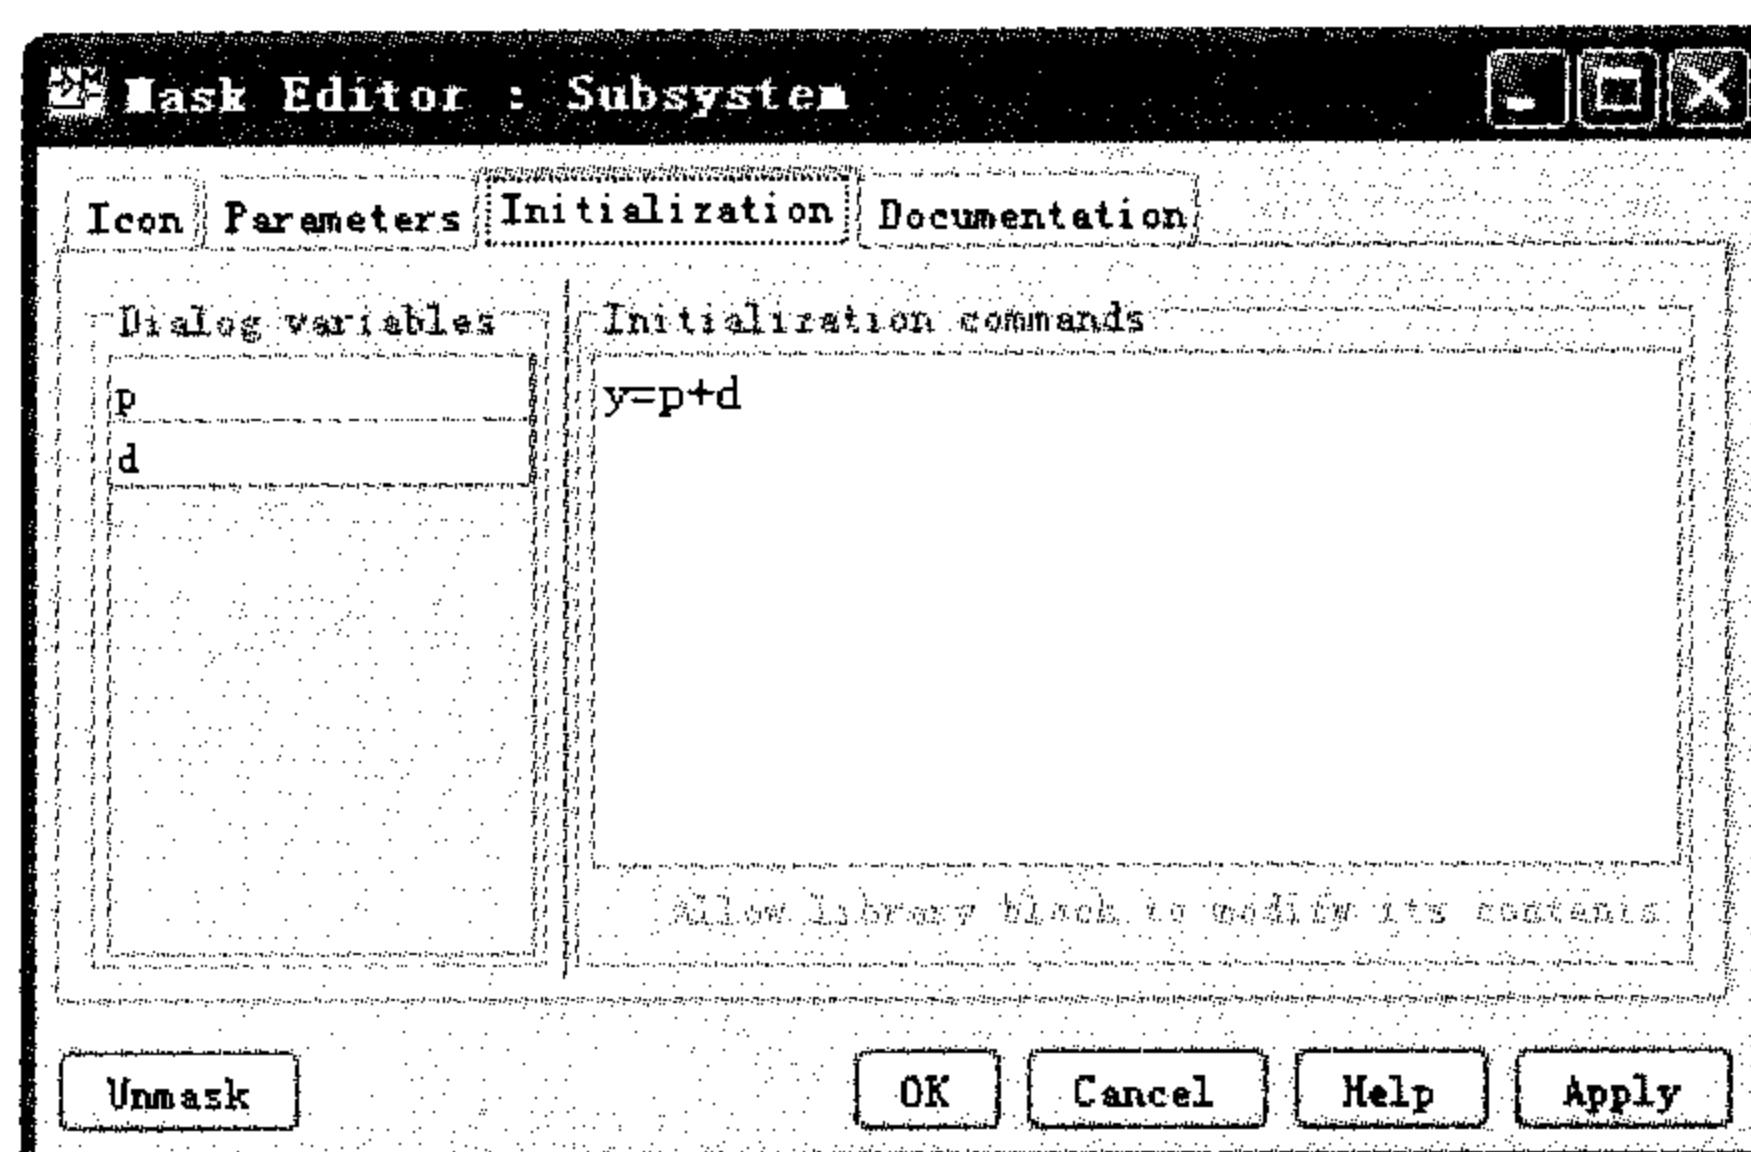 Mask Editor : Subsystem
Icon Parameters Initialization Documentation
Dialog variables
p
d
Initialization commands
y=p+d
Allow library block to modify its contents
Unmask OK Cancel Help Apply